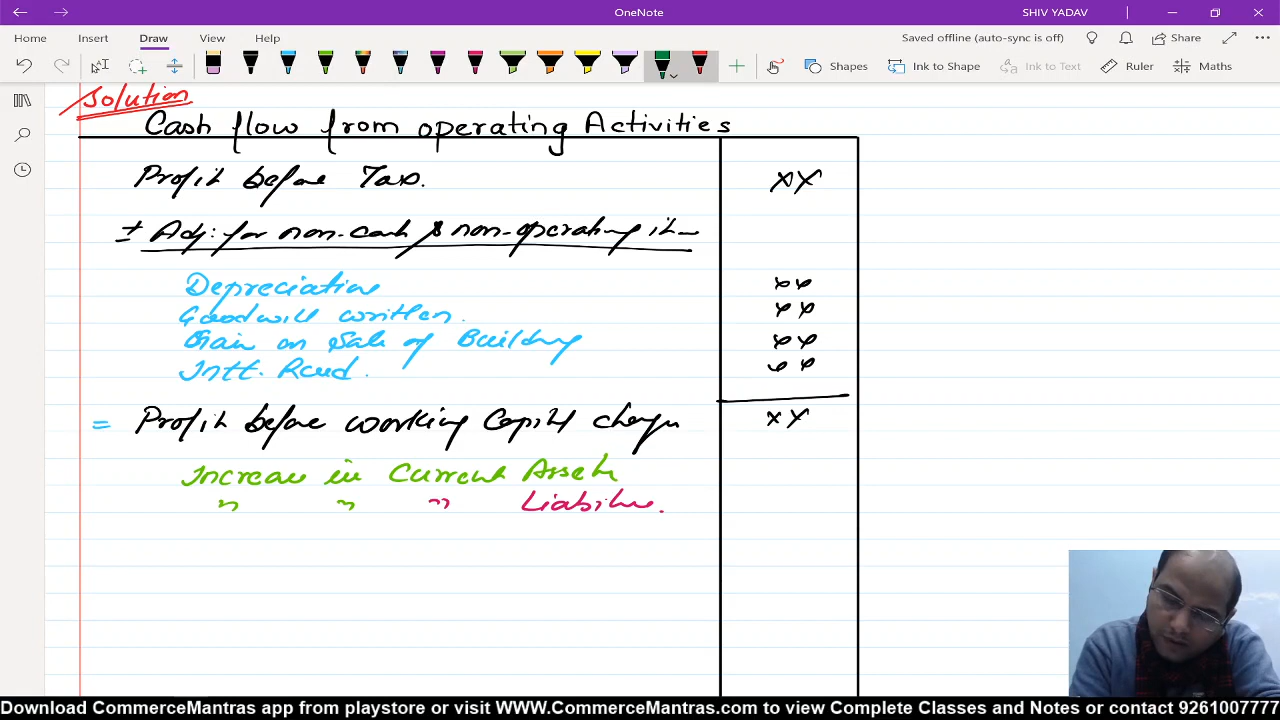 OneNote
SHIV YADAV
Home Insert Draw View Help
Saved offline (auto-sync is off)
Share
Shapes
Ink to Shape
Ink to Text
Ruler
Maths
Solution
Cash flow from operating Activities
Profit before Tax. XX
± Adj: for non-cash & non-operating item
Depreciation xx
Goodwill written. xx
Gain on Sale of Building xx
Intt. Rcvd. xx
= Profit before working Capital changes xx
Increase in Current Assets
" " " Liabilities.
Download CommerceMantras app from playstore or visit WWW.CommerceMantras.com to view Complete Classes and Notes or contact 9261007777